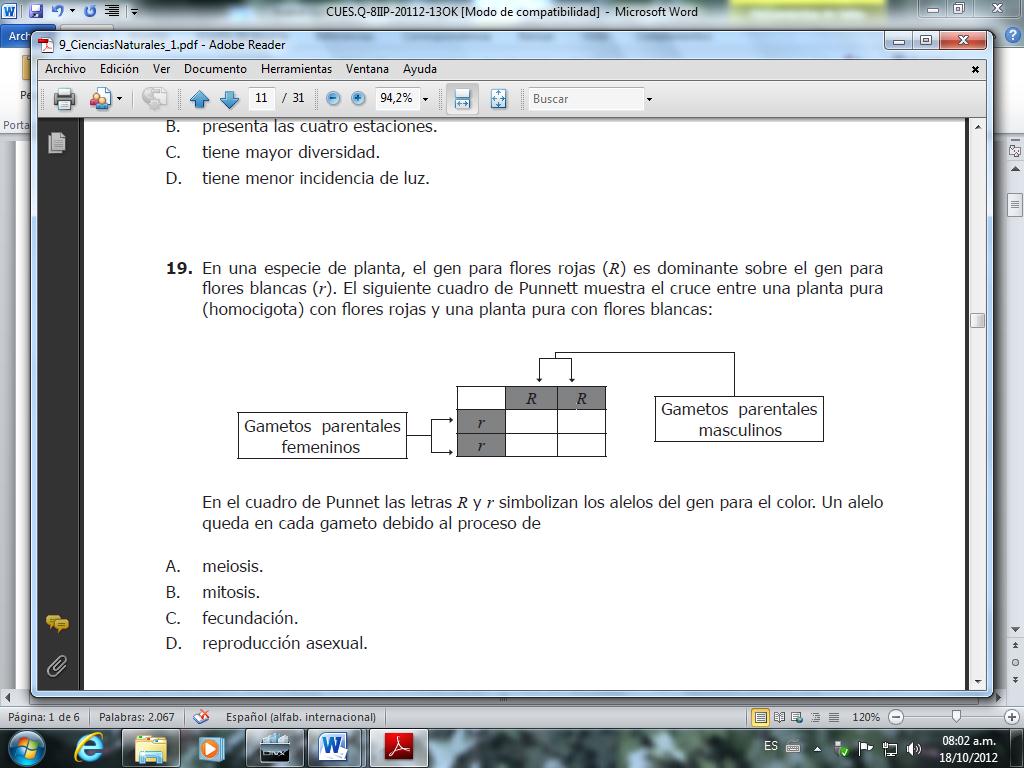 CUES.Q-8IIP-20112-13OK [Modo de compatibilidad] - Microsoft Word
9_CienciasNaturales_1.pdf - Adobe Reader
Archivo Edición Ver Documento Herramientas Ventana Ayuda
11 / 31 94,2% Buscar
B. presenta las cuatro estaciones.
C. tiene mayor diversidad.
D. tiene menor incidencia de luz.
19. En una especie de planta, el gen para flores rojas (R) es dominante sobre el gen para
flores blancas (r). El siguiente cuadro de Punnett muestra el cruce entre una planta pura
(homocigota) con flores rojas y una planta pura con flores blancas:
R R
r
r
Gametos parentales
femeninos
Gametos parentales
masculinos
En el cuadro de Punnet las letras R y r simbolizan los alelos del gen para el color. Un alelo
queda en cada gameto debido al proceso de
A. meiosis.
B. mitosis.
C. fecundación.
D. reproducción asexual.
Página: 1 de 6 Palabras: 2.067 Español (alfab. internacional) 120%
ES 08:02 a.m.
18/10/2012